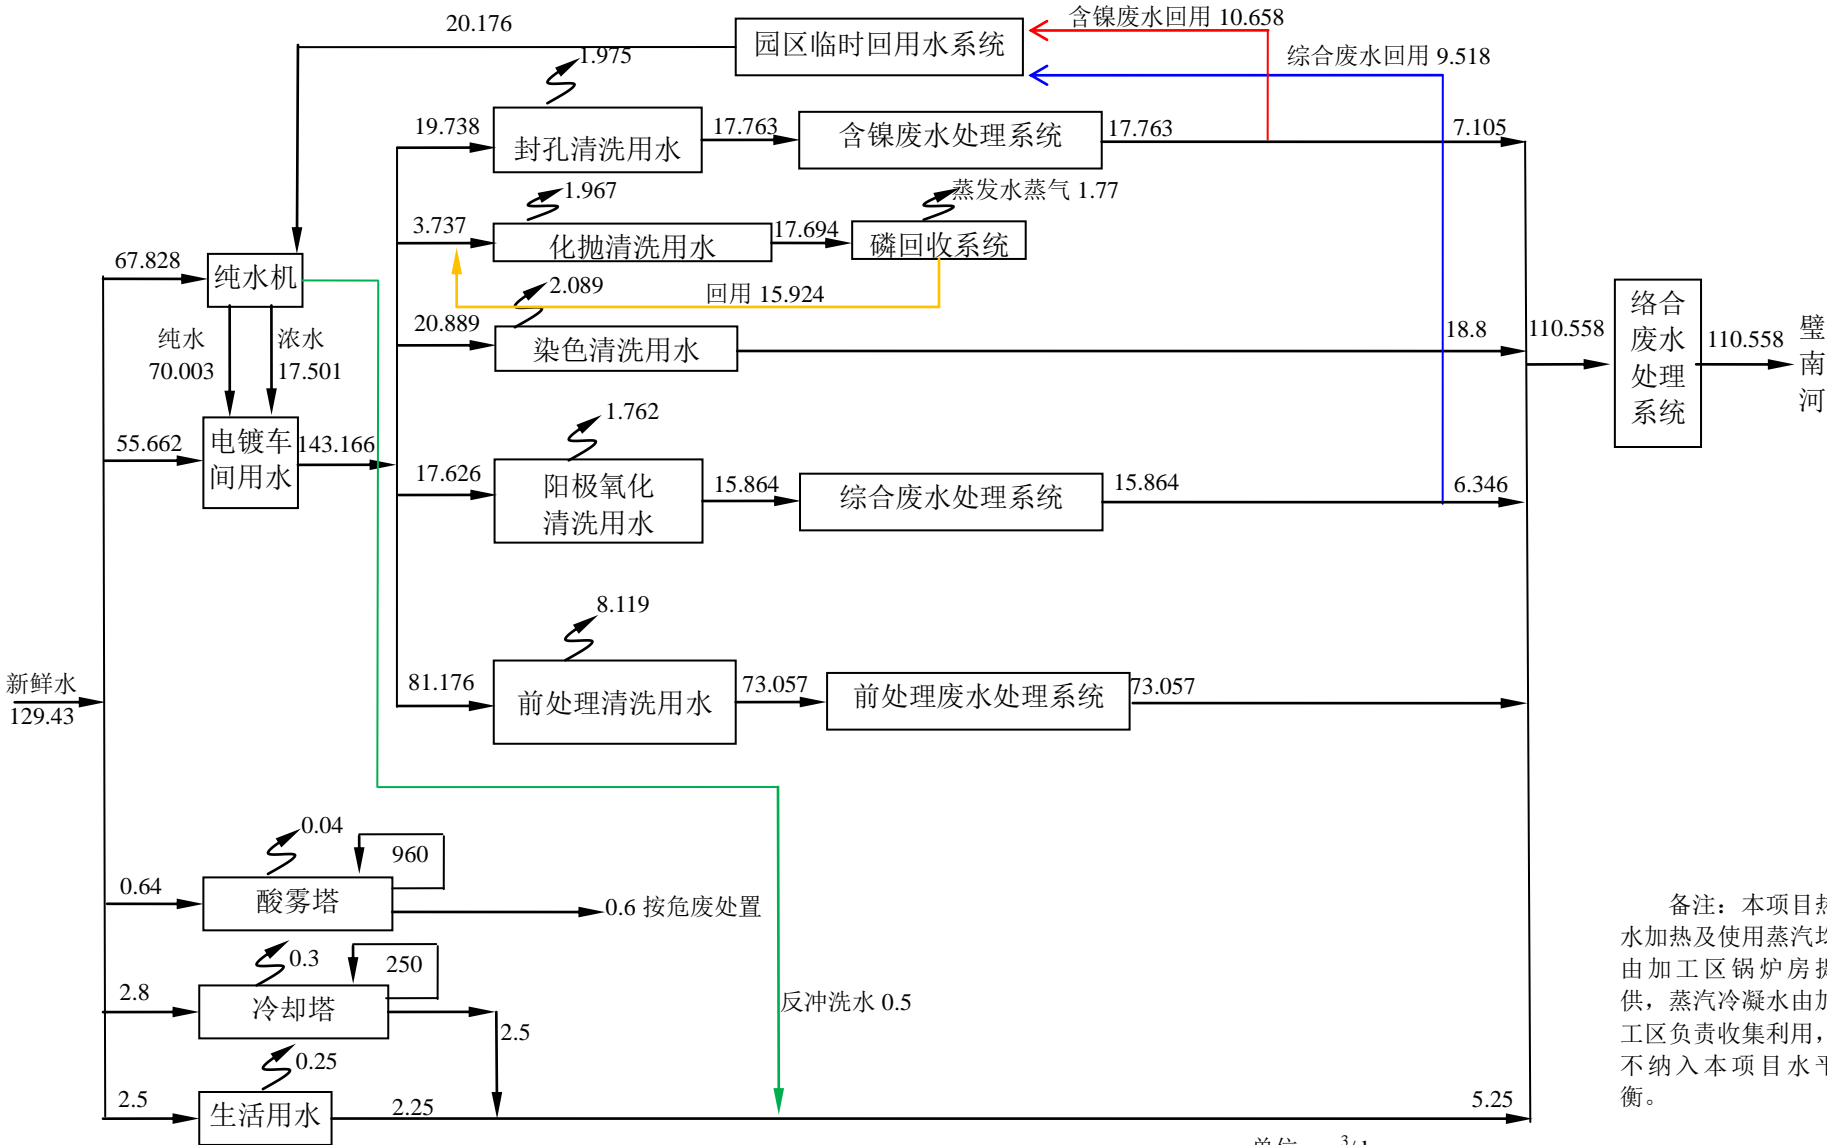 含镍废水回用 10.658
20.176
园区临时回用水系统
综合废水回用 9.518
1.975
19.738
封孔清洗用水
17.763
含镍废水处理系统
17.763
7.105
1.967
蒸发水蒸气 1.77
3.737
化抛清洗用水
17.694
磷回收系统
67.828
纯水机
2.089
回用 15.924
20.889
染色清洗用水
18.8
110.558
络合
废水
处理
系统
110.558
璧
南
河
纯水
70.003
浓水
17.501
1.762
55.662
电镀车
间用水
143.166
17.626
阳极氧化
清洗用水
15.864
综合废水处理系统
15.864
6.346
8.119
新鲜水
129.43
81.176
前处理清洗用水
73.057
前处理废水处理系统
73.057
0.04
960
0.64
酸雾塔
0.6 按危废处置
0.3
250
2.8
冷却塔
2.5
反冲洗水 0.5
0.25
2.5
生活用水
2.25
5.25
备注：本项目热
水加热及使用蒸汽均
由加工区锅炉房提
供，蒸汽冷凝水由加
工区负责收集利用，
不纳入本项目水平
衡。